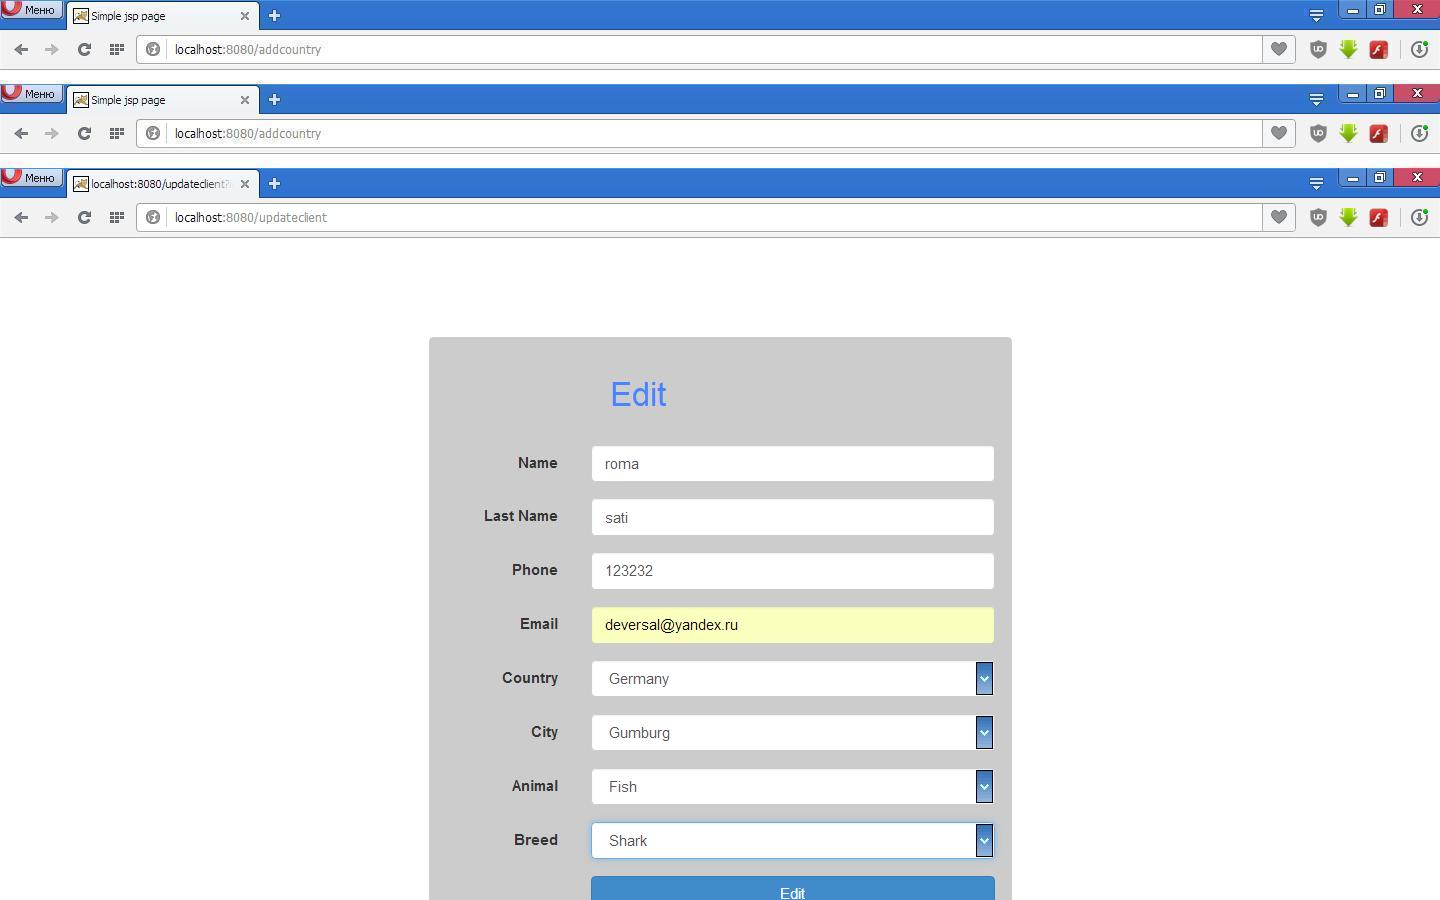 Меню Simple jsp page
localhost:8080/addcountry
Меню Simple jsp page
localhost:8080/addcountry
Меню localhost:8080/updateclient?
localhost:8080/updateclient
Edit
Name roma
Last Name sati
Phone 123232
Email deversal@yandex.ru
Country Germany
City Gumburg
Animal Fish
Breed Shark
Edit